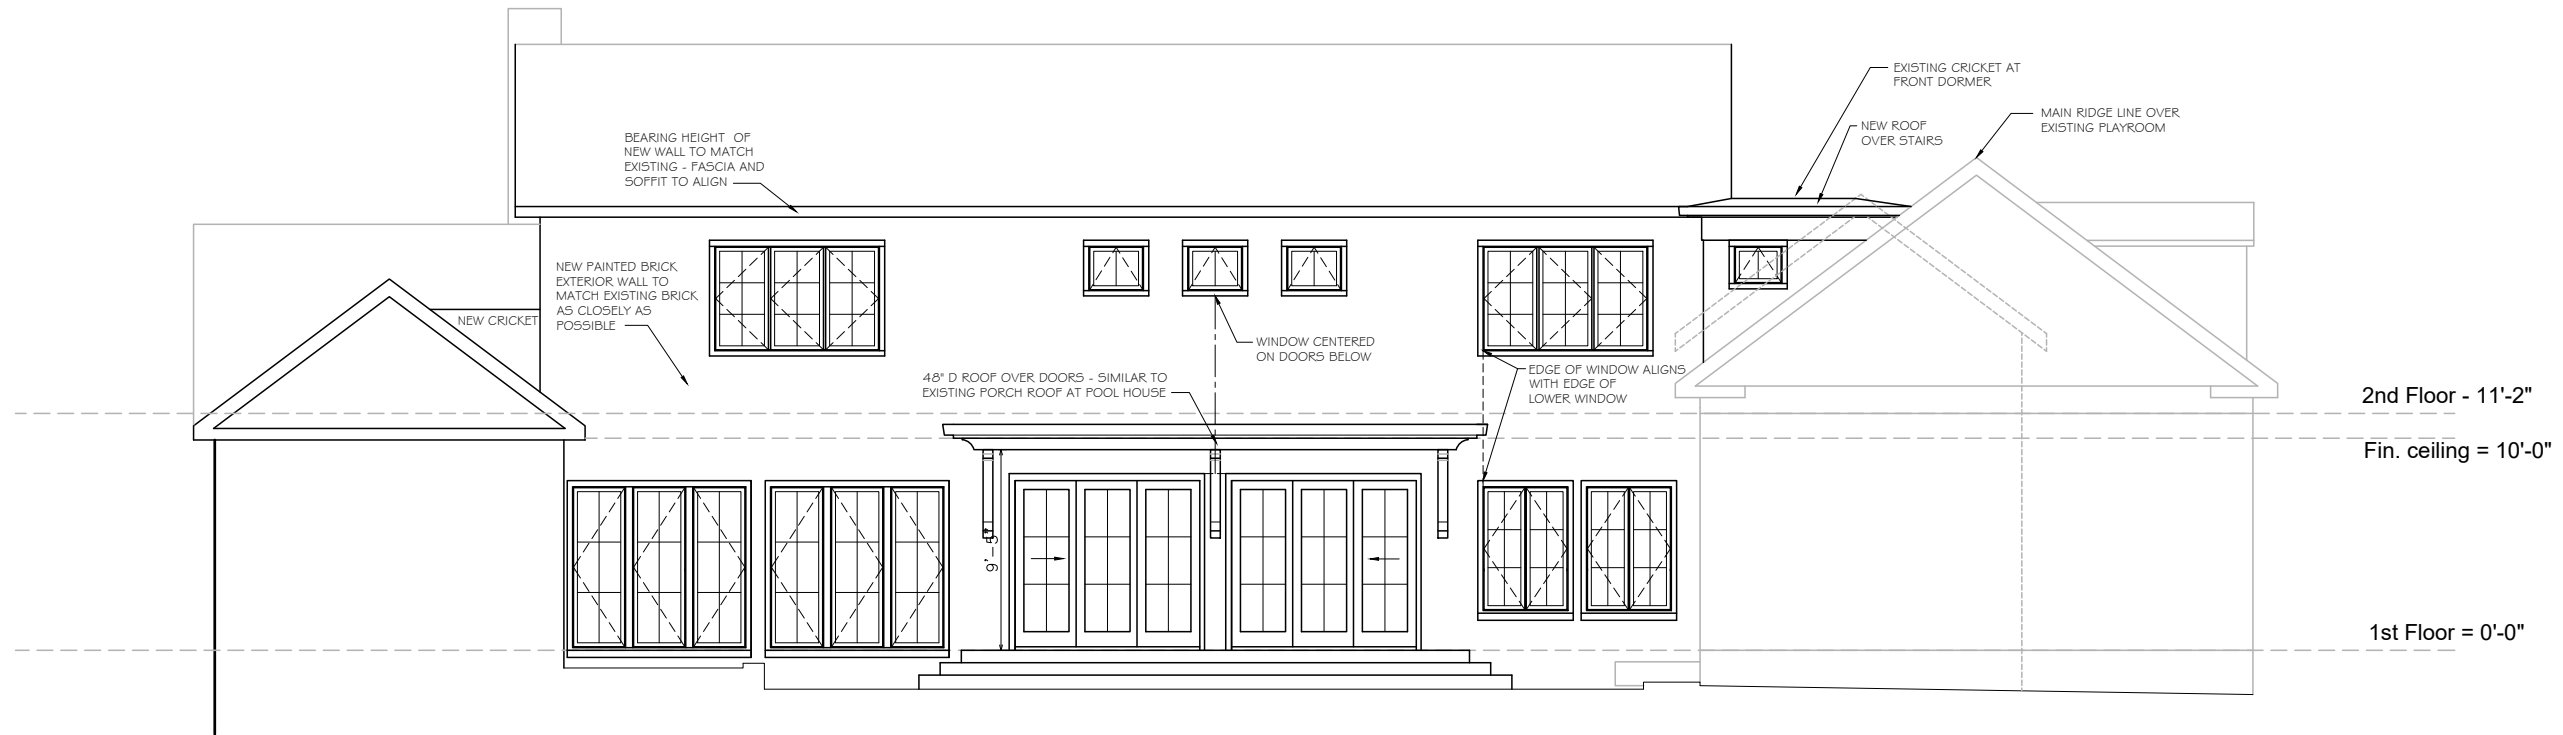 EXISTING CRICKET AT
FRONT DORMER
MAIN RIDGE LINE OVER
EXISTING PLAYROOM
NEW ROOF
OVER STAIRS
BEARING HEIGHT OF
NEW WALL TO MATCH
EXISTING - FASCIA AND
SOFFIT TO ALIGN
NEW PAINTED BRICK
EXTERIOR WALL TO
MATCH EXISTING BRICK
AS CLOSELY AS
POSSIBLE
NEW CRICKET
WINDOW CENTERED
ON DOORS BELOW
48" D ROOF OVER DOORS - SIMILAR TO
EXISTING PORCH ROOF AT POOL HOUSE
EDGE OF WINDOW ALIGNS
WITH EDGE OF
LOWER WINDOW
2nd Floor - 11'-2"
Fin. ceiling = 10'-0"
9'-5"
1st Floor = 0'-0"